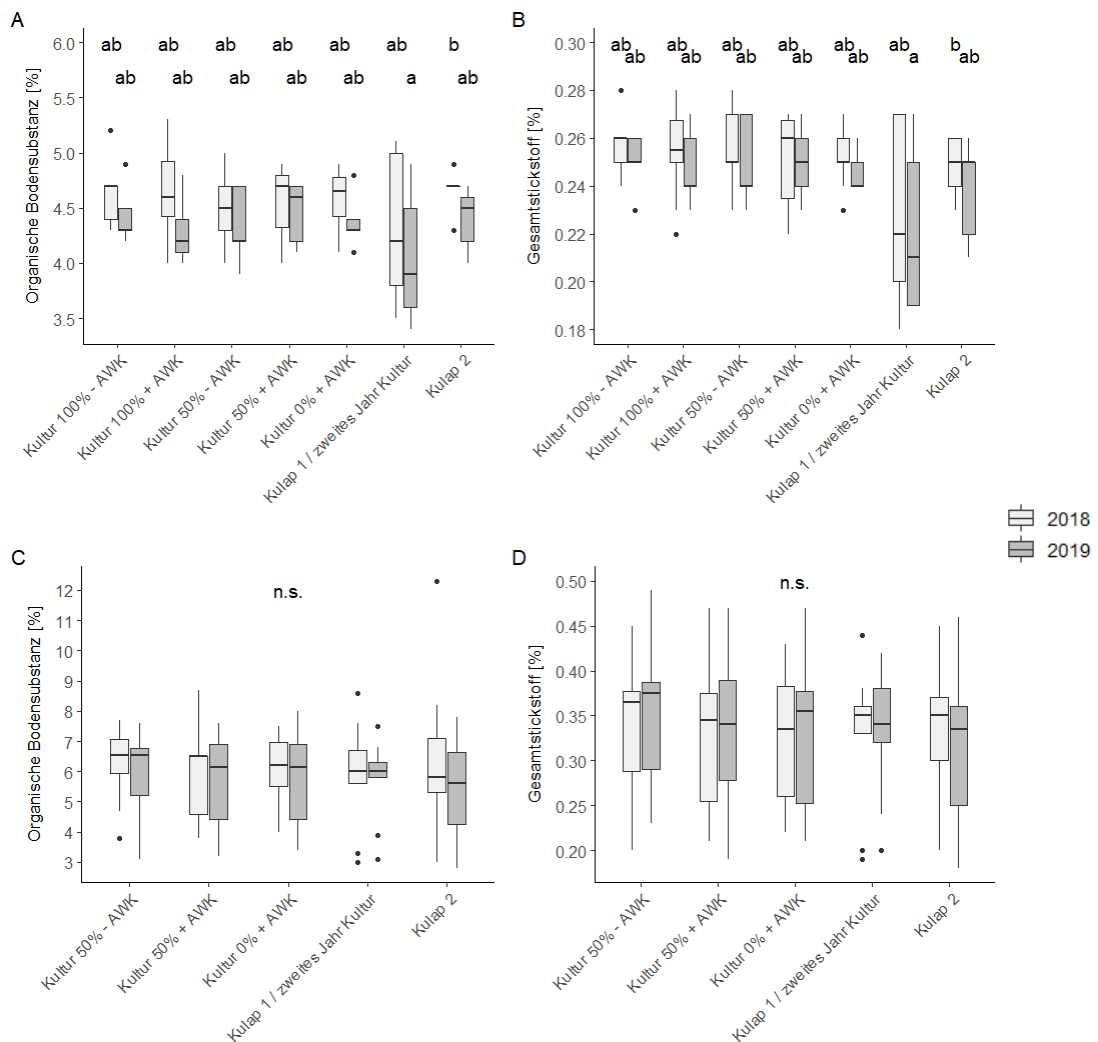 A
Organische Bodensubstanz [%]
6.0
5.5
5.0
4.5
4.0
3.5
ab ab ab ab ab ab b
ab ab ab ab ab a ab
Kultur 100% - AWK
Kultur 100% + AWK
Kultur 50% - AWK
Kultur 50% + AWK
Kultur 0% + AWK
Kulap 1 / zweites Jahr Kultur
Kulap 2
B
Gesamtstickstoff [%]
0.30
0.28
0.26
0.24
0.22
0.20
0.18
ab ab ab ab ab ab b
ab ab ab ab ab a ab
Kultur 100% - AWK
Kultur 100% + AWK
Kultur 50% - AWK
Kultur 50% + AWK
Kultur 0% + AWK
Kulap 1 / zweites Jahr Kultur
Kulap 2
2018
2019
C
Organische Bodensubstanz [%]
12
11
10
9
8
7
6
5
4
3
n.s.
Kultur 50% - AWK
Kultur 50% + AWK
Kultur 0% + AWK
Kulap 1 / zweites Jahr Kultur
Kulap 2
D
Gesamtstickstoff [%]
0.50
0.45
0.40
0.35
0.30
0.25
0.20
n.s.
Kultur 50% - AWK
Kultur 50% + AWK
Kultur 0% + AWK
Kulap 1 / zweites Jahr Kultur
Kulap 2